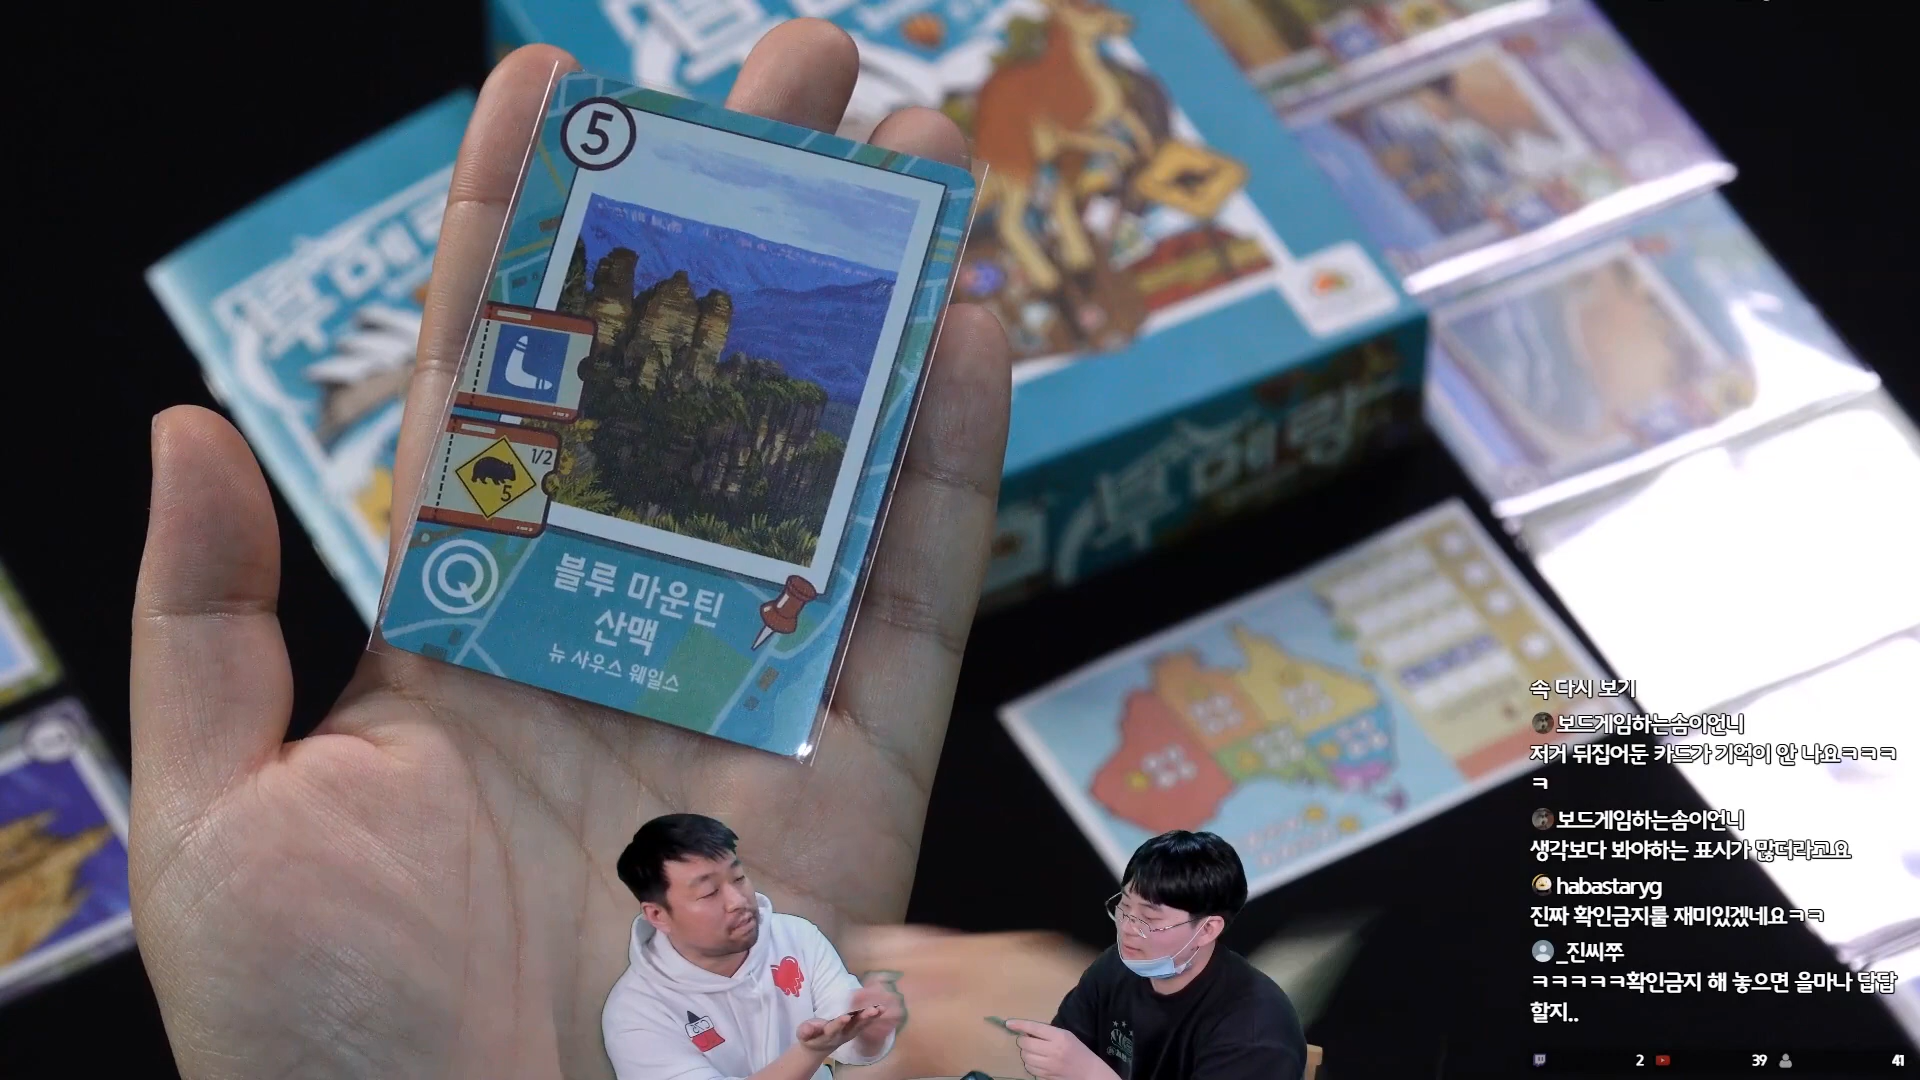 5
1/2
5
Q
블루 마운틴
산맥
뉴 사우스 웨일스
부메랑
속 다시 보기
보드게임하는솜이언니
저거 뒤집어둔 카드가 기억이 안 나요ㅋㅋㅋ
ㅋ
보드게임하는솜이언니
생각보다 봐야하는 표시가 많더라고요
habastaryg
진짜 확인금지룰 재미있겠네요ㅋㅋ
_진씨쭈
ㅋㅋㅋㅋㅋ확인금지 해 놓으면 을마나 답답
할지..
2
39
41